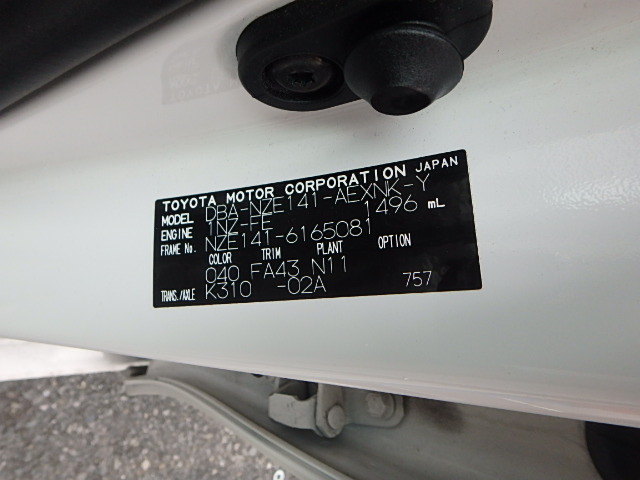 TOYOTA MOTOR CORPORATION JAPAN
MODEL DBA-NZE141-AEXNK-Y
ENGINE 1NZ-FE 1496 mL
FRAME No. NZE141-6165081
COLOR TRIM PLANT OPTION
040 FA43 N11
TRANS./AXLE K310 -02A 757